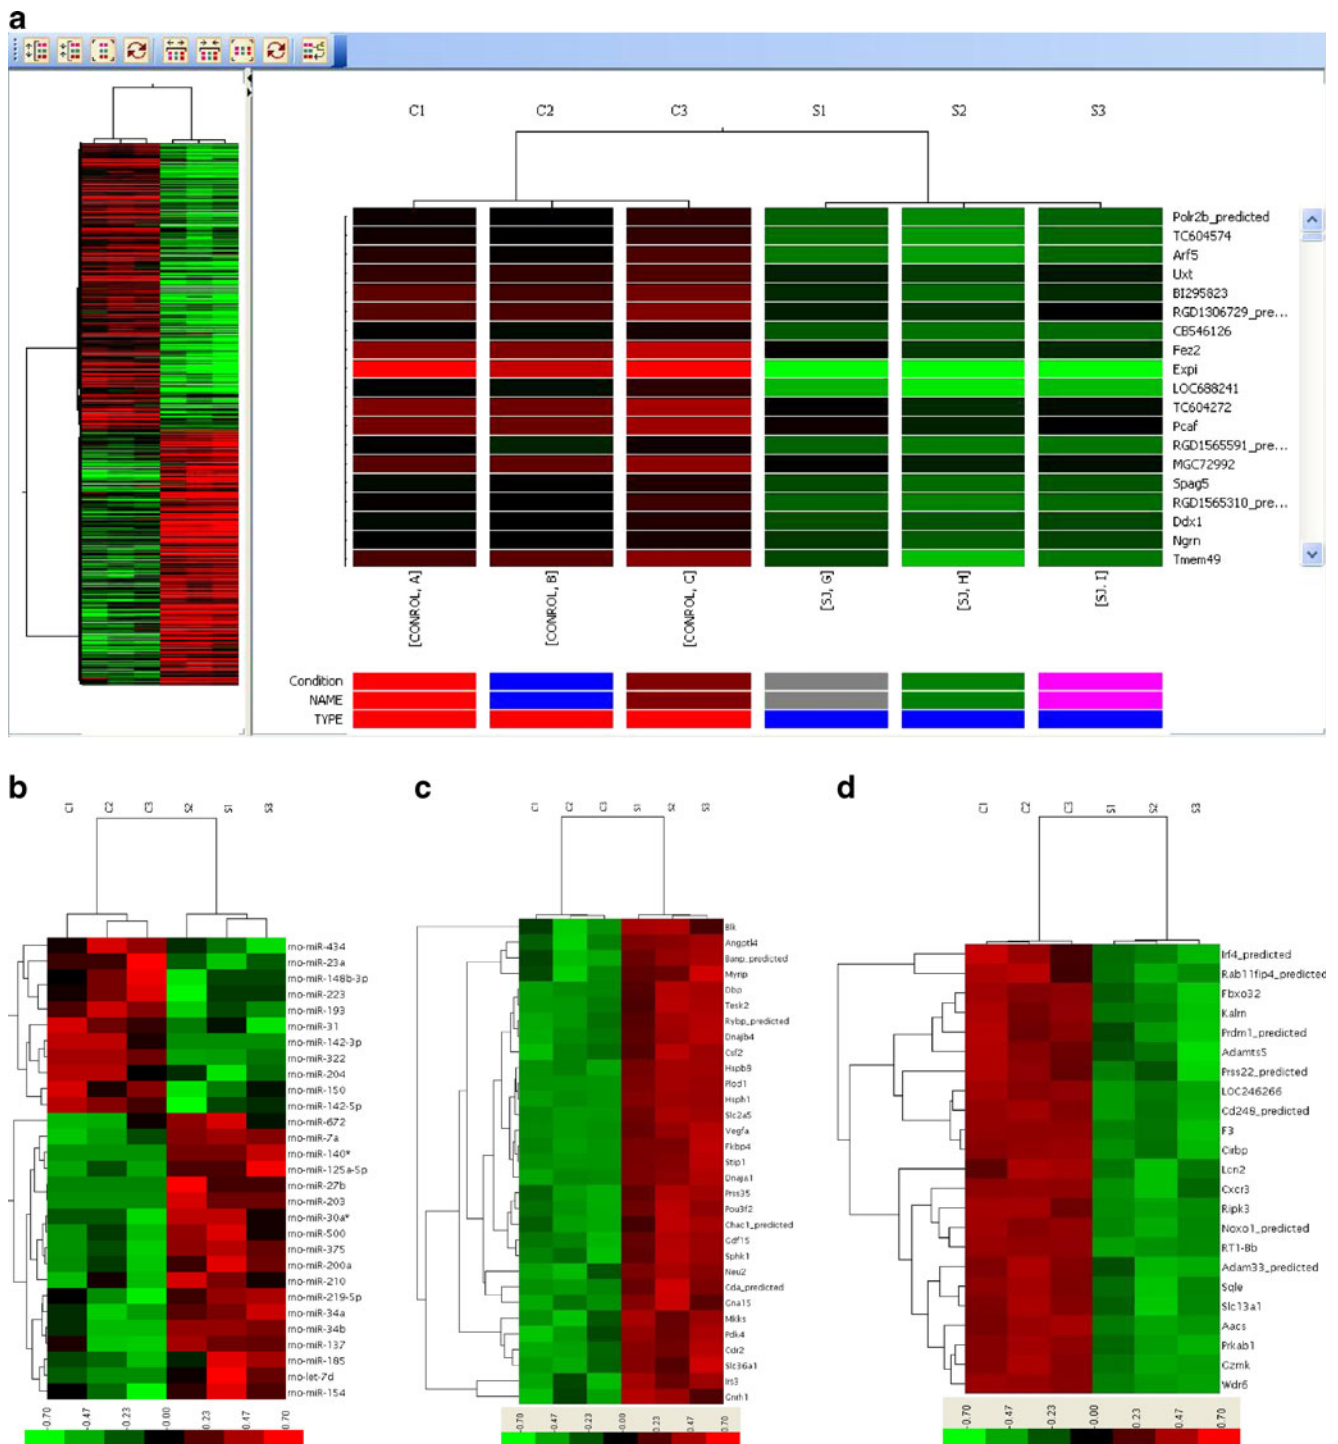 a
C1 C2 C3 S1 S2 S3
Polr2b_predicted
TC604574
Arf5
Uxt
BI295823
RGD1306729_pre...
CB546126
Fez2
Expi
LOC688241
TC604272
Pcaf
RGD1565591_pre...
MGC72992
Spag5
RGD1565310_pre...
Ddx1
Ngrn
Tmem49
[CONROL, A] [CONROL, B] [CONROL, C] [SJ, G] [SJ, H] [SJ, I]
Condition
NAME
TYPE
b
C1 C2 C3 S2 S1 S3
rno-miR-434
rno-miR-23a
rno-miR-148b-3p
rno-miR-223
rno-miR-193
rno-miR-31
rno-miR-142-3p
rno-miR-322
rno-miR-204
rno-miR-150
rno-miR-142-5p
rno-miR-672
rno-miR-7a
rno-miR-140*
rno-miR-125a-5p
rno-miR-27b
rno-miR-203
rno-miR-30a*
rno-miR-500
rno-miR-375
rno-miR-200a
rno-miR-210
rno-miR-219-5p
rno-miR-34a
rno-miR-34b
rno-miR-137
rno-miR-185
rno-let-7d
rno-miR-154
-0.70 -0.47 -0.23 -0.00 0.23 0.47 0.70
c
C1 C2 C3 S1 S2 S3
Blk
Angptl4
Banp_predicted
Myrip
Dbp
Tesk2
Rybp_predicted
Dnajb4
Csf2
Hspb8
Plod1
Hsph1
Slc2a5
Vegfa
Fkbp4
Stip1
Dnaja1
Prss35
Pou3f2
Chac1_predicted
Gdf15
Sphk1
Neu2
Cda_predicted
Gna15
Mkks
Pdk4
Cdr2
Slc36a1
Irs3
Gnrh1
-0.70 -0.47 -0.23 -0.00 0.23 0.47 0.70
d
C1 C2 C3 S1 S2 S3
Irf4_predicted
Rab11fip4_predicted
Fbxo32
Kalrn
Prdm1_predicted
Adamts5
Prss22_predicted
LOC246266
Cd248_predicted
F3
Cirbp
Lcn2
Cxcr3
Ripk3
Noxo1_predicted
RT1-Bb
Adam33_predicted
Sqle
Slc13a1
Aacs
Prkab1
Gzmk
Wdr6
-0.70 -0.47 -0.23 -0.00 0.23 0.47 0.70